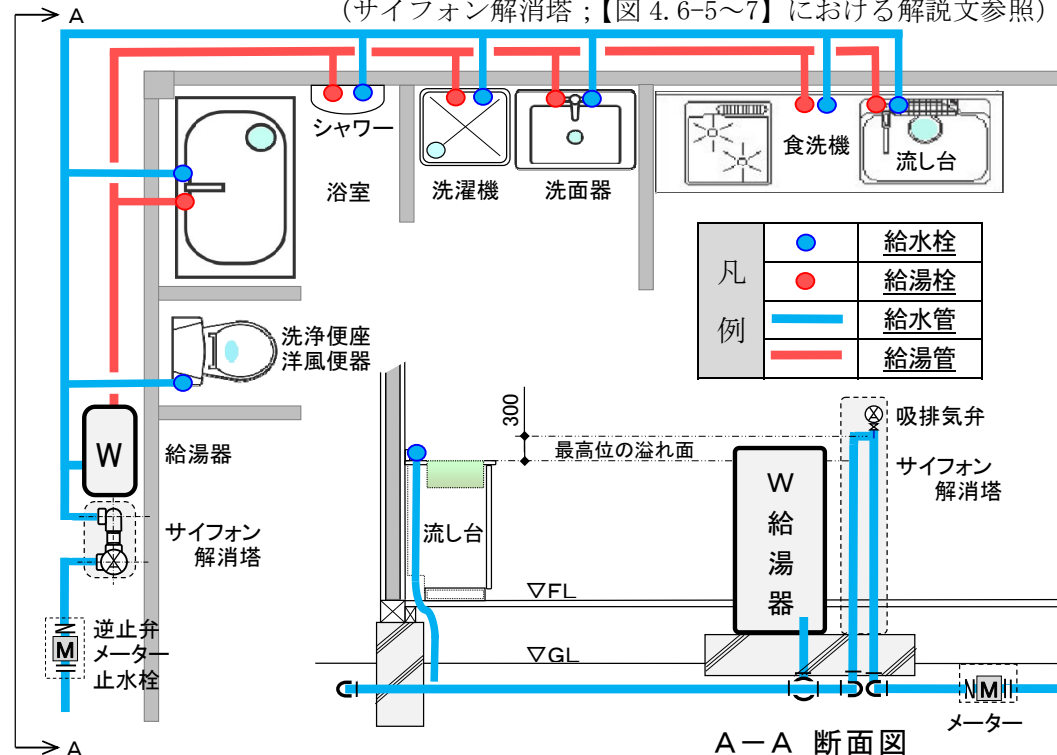 (サイフォン解消塔；【図 4.6-5～7】における解説文参照)
A
シャワー
浴室
洗濯機
洗面器
食洗機
流し台
凡例
給水栓
給湯栓
給水管
給湯管
洗浄便座
洋風便器
W
給湯器
サイフォン
解消塔
逆止弁
M
メーター
止水栓
A
300
最高位の溢れ面
吸排気弁
サイフォン
解消塔
流し台
W
給
湯
器
▽FL
▽GL
M
メーター
A－A 断面図